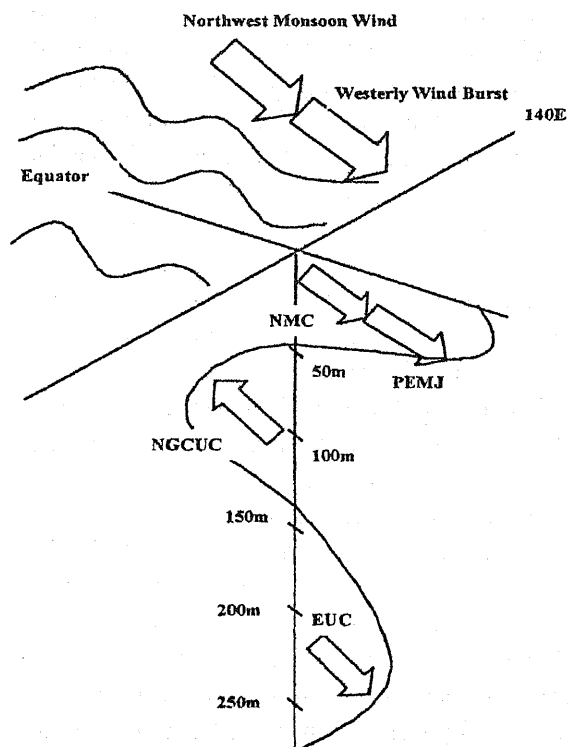 Northwest Monsoon Wind
Westerly Wind Burst
140E
Equator
NMC
50m
PEMJ
NGCUC
100m
150m
200m
EUC
250m